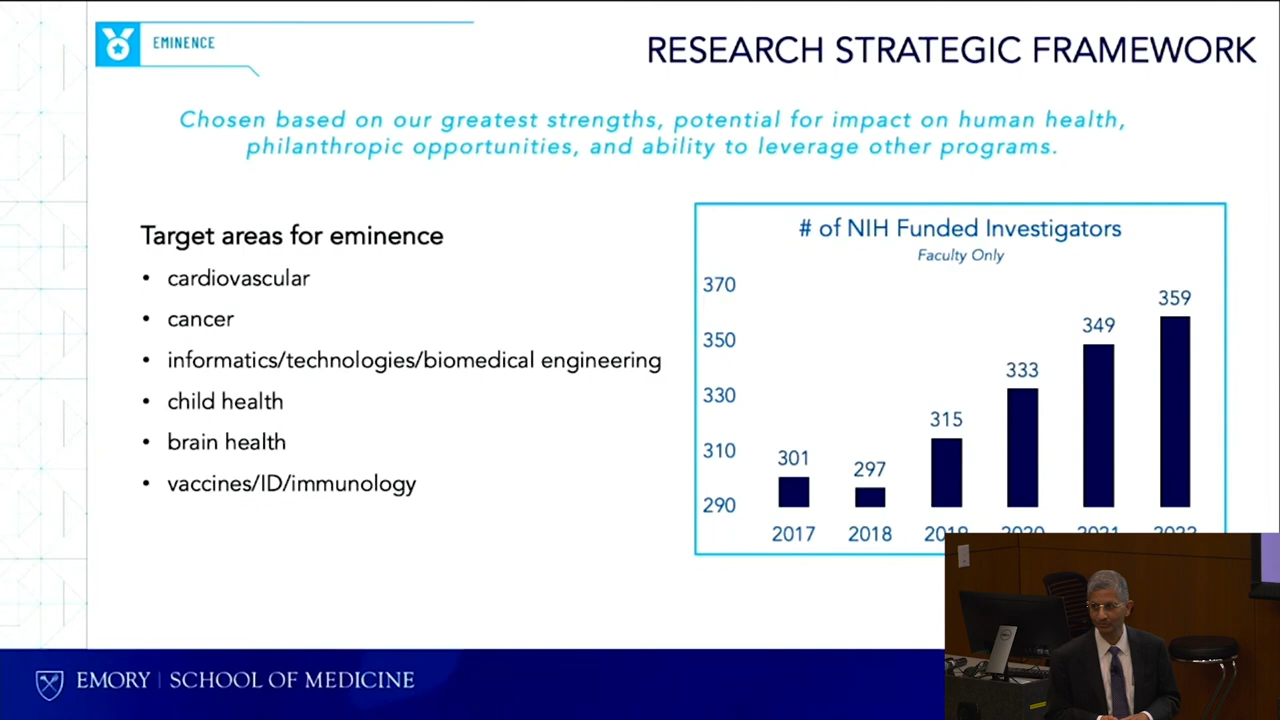 EMINENCE
RESEARCH STRATEGIC FRAMEWORK
Chosen based on our greatest strengths, potential for impact on human health,
philanthropic opportunities, and ability to leverage other programs.
Target areas for eminence
• cardiovascular
• cancer
• informatics/technologies/biomedical engineering
• child health
• brain health
• vaccines/ID/immunology
# of NIH Funded Investigators
Faculty Only
370
350
330
310
290
301
297
315
333
349
359
2017 2018 2019 2020 2021 2022
EMORY | SCHOOL OF MEDICINE